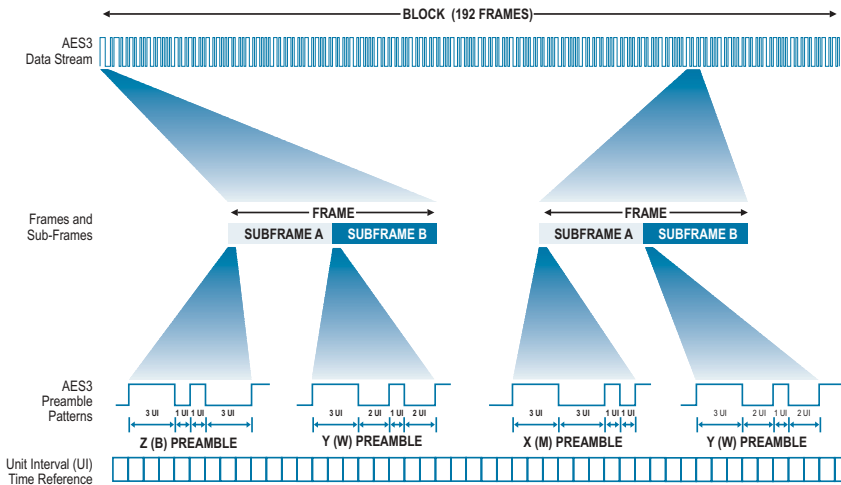 BLOCK (192 FRAMES)
AES3
Data Stream
Frames and
Sub-Frames
FRAME
SUBFRAME A SUBFRAME B
FRAME
SUBFRAME A SUBFRAME B
AES3
Preamble
Patterns
3 UI 1 UI 1 UI 3 UI
Z (B) PREAMBLE
3 UI 2 UI 1 UI 2 UI
Y (W) PREAMBLE
3 UI 3 UI 1 UI 1 UI
X (M) PREAMBLE
3 UI 2 UI 1 UI 2 UI
Y (W) PREAMBLE
Unit Interval (UI)
Time Reference